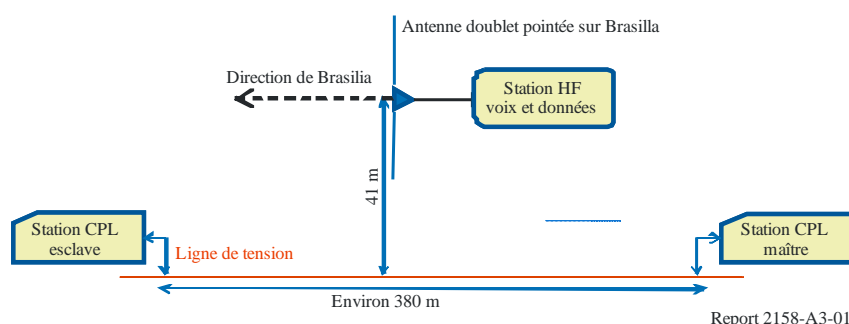 Antenne doublet pointée sur Brasilla
Direction de Brasilia
Station HF
voix et données
41 m
Station CPL
esclave
Ligne de tension
Station CPL
maître
Environ 380 m
Report 2158-A3-01